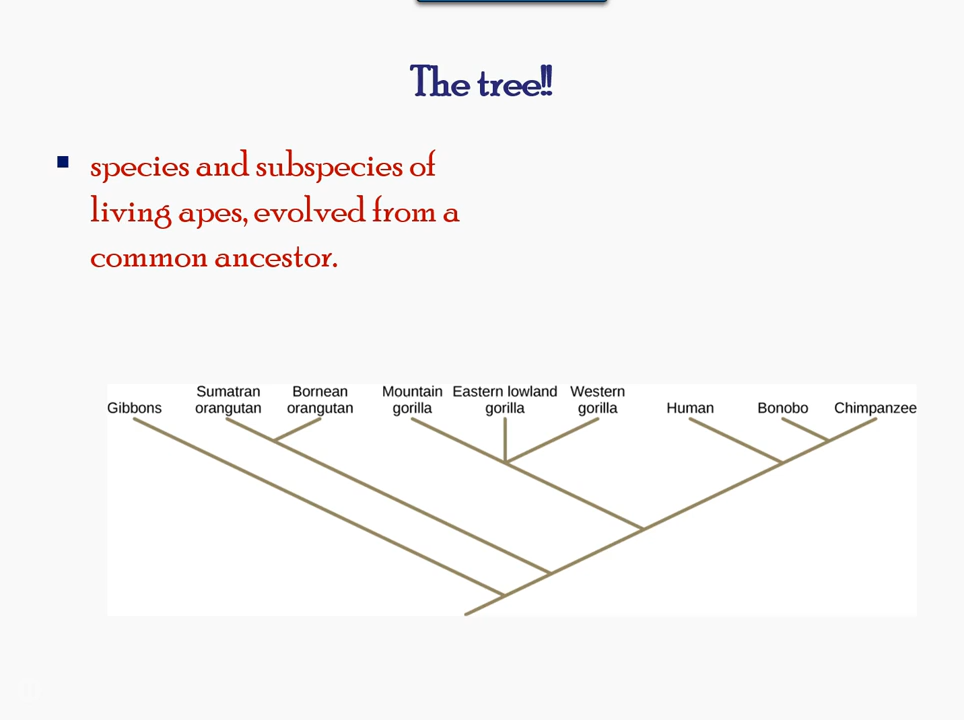 The tree!!
species and subspecies of
living apes, evolved from a
common ancestor.
Gibbons
Sumatran
orangutan
Bornean
orangutan
Mountain
gorilla
Eastern lowland
gorilla
Western
gorilla
Human
Bonobo
Chimpanzee